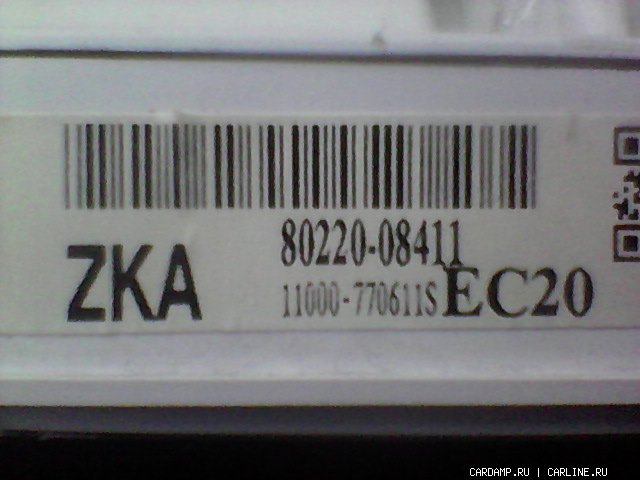 80220-08411
ZKA 11000-770611S EC20
CARDAMP.RU | CARLINE.RU